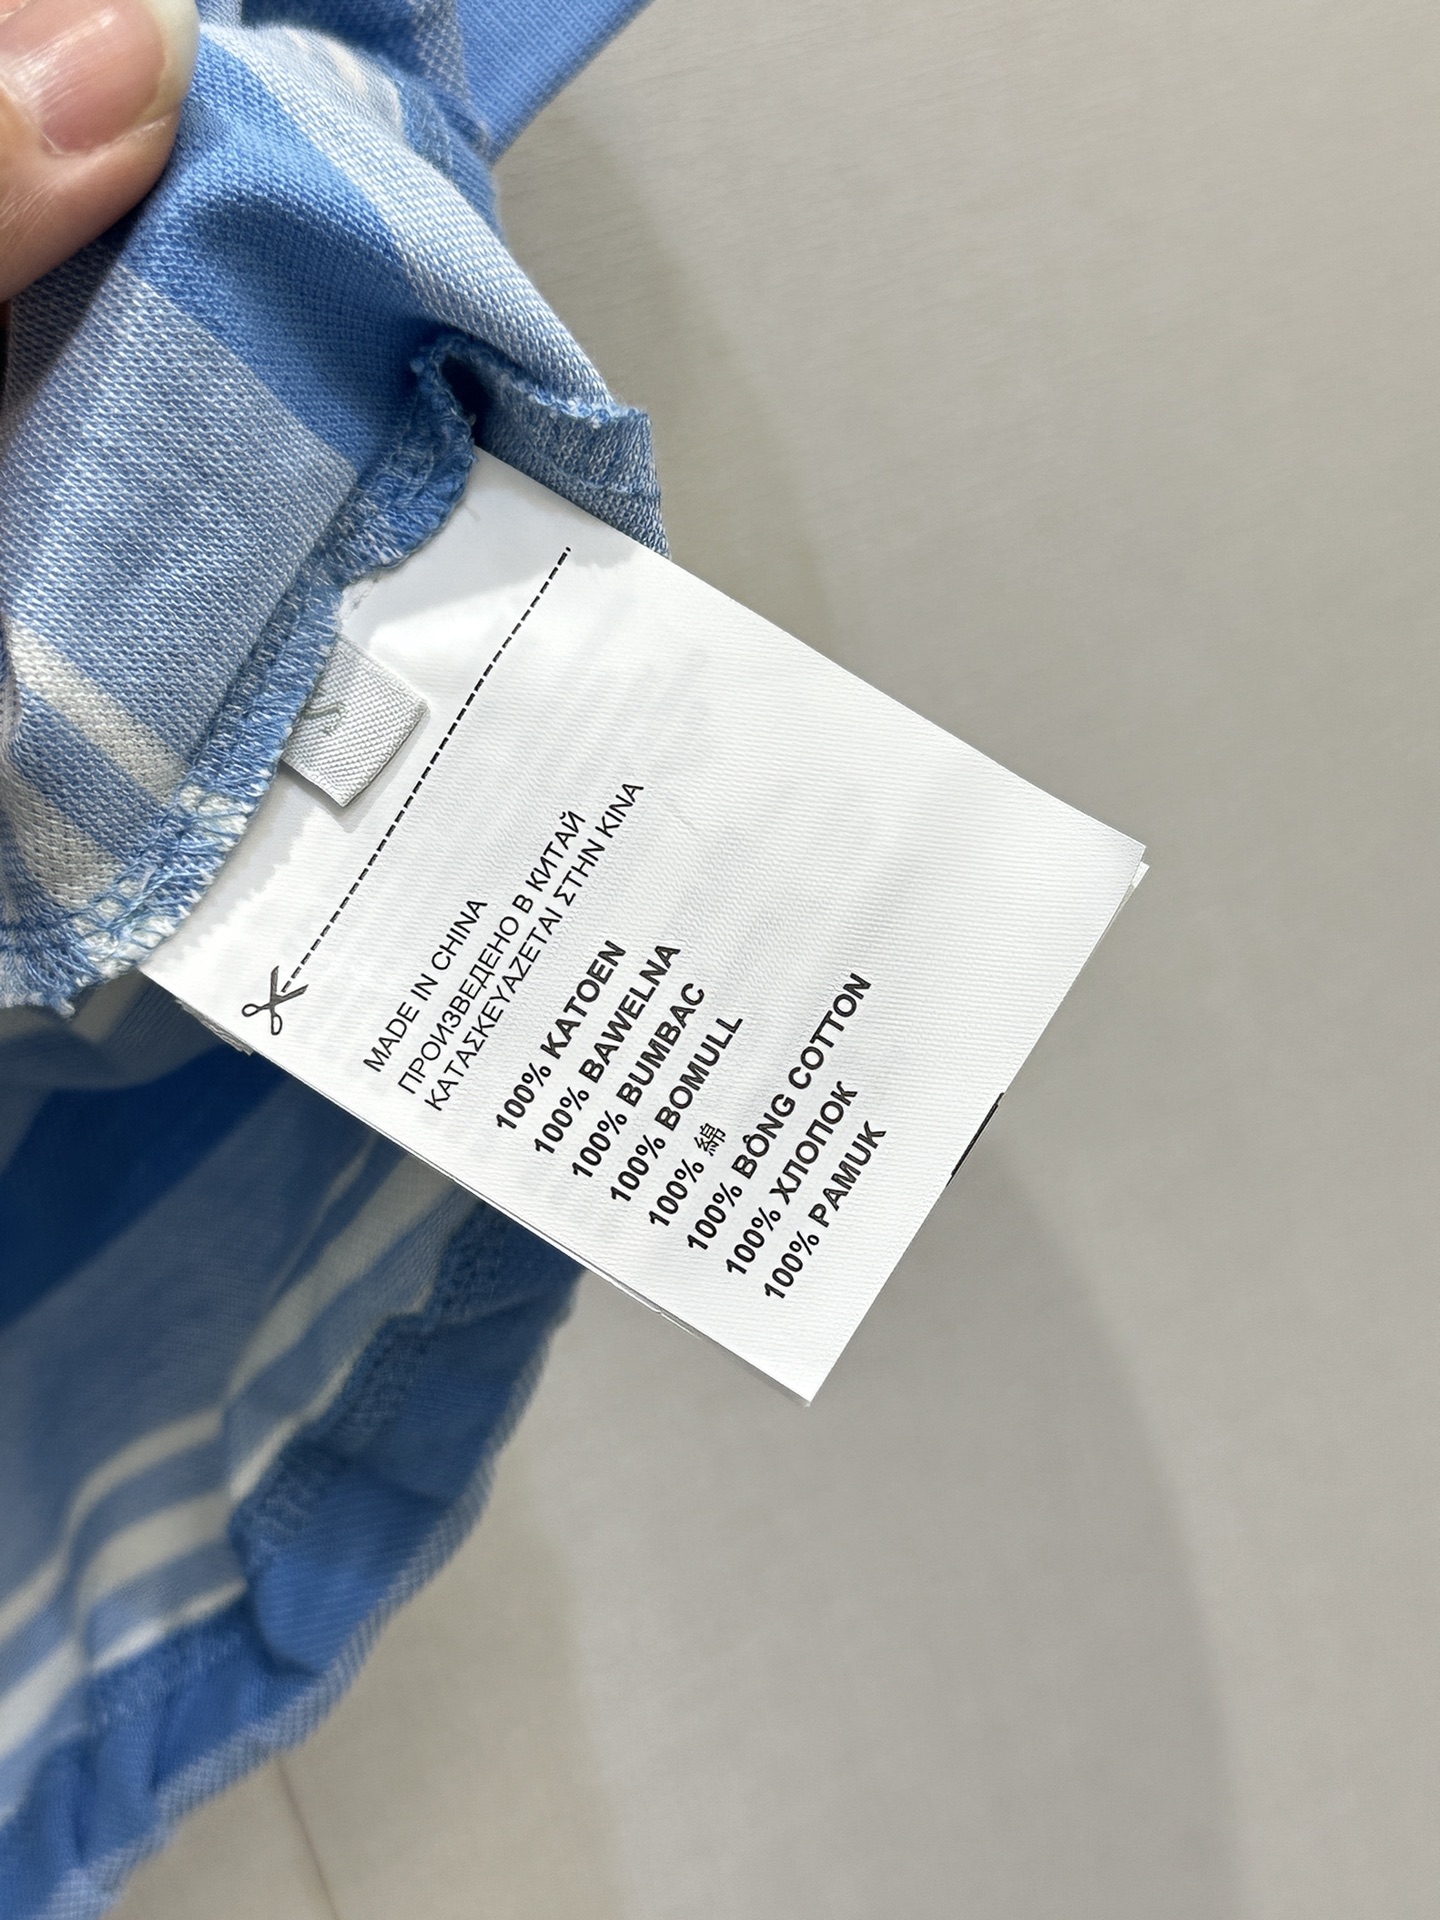 MADE IN CHINA
ПРОИЗВЕДЕНО В КИТАЙ
ΚΑΤΑΣΚΕΥΑΖΕΤΑΙ ΣΤΗΝ ΚΙΝΑ
100% KATOEN
100% BAWELNA
100% BUMBAC
100% BOMULL
100% 綿
100% BÔNG COTTON
100% ХЛОПОК
100% PAMUK